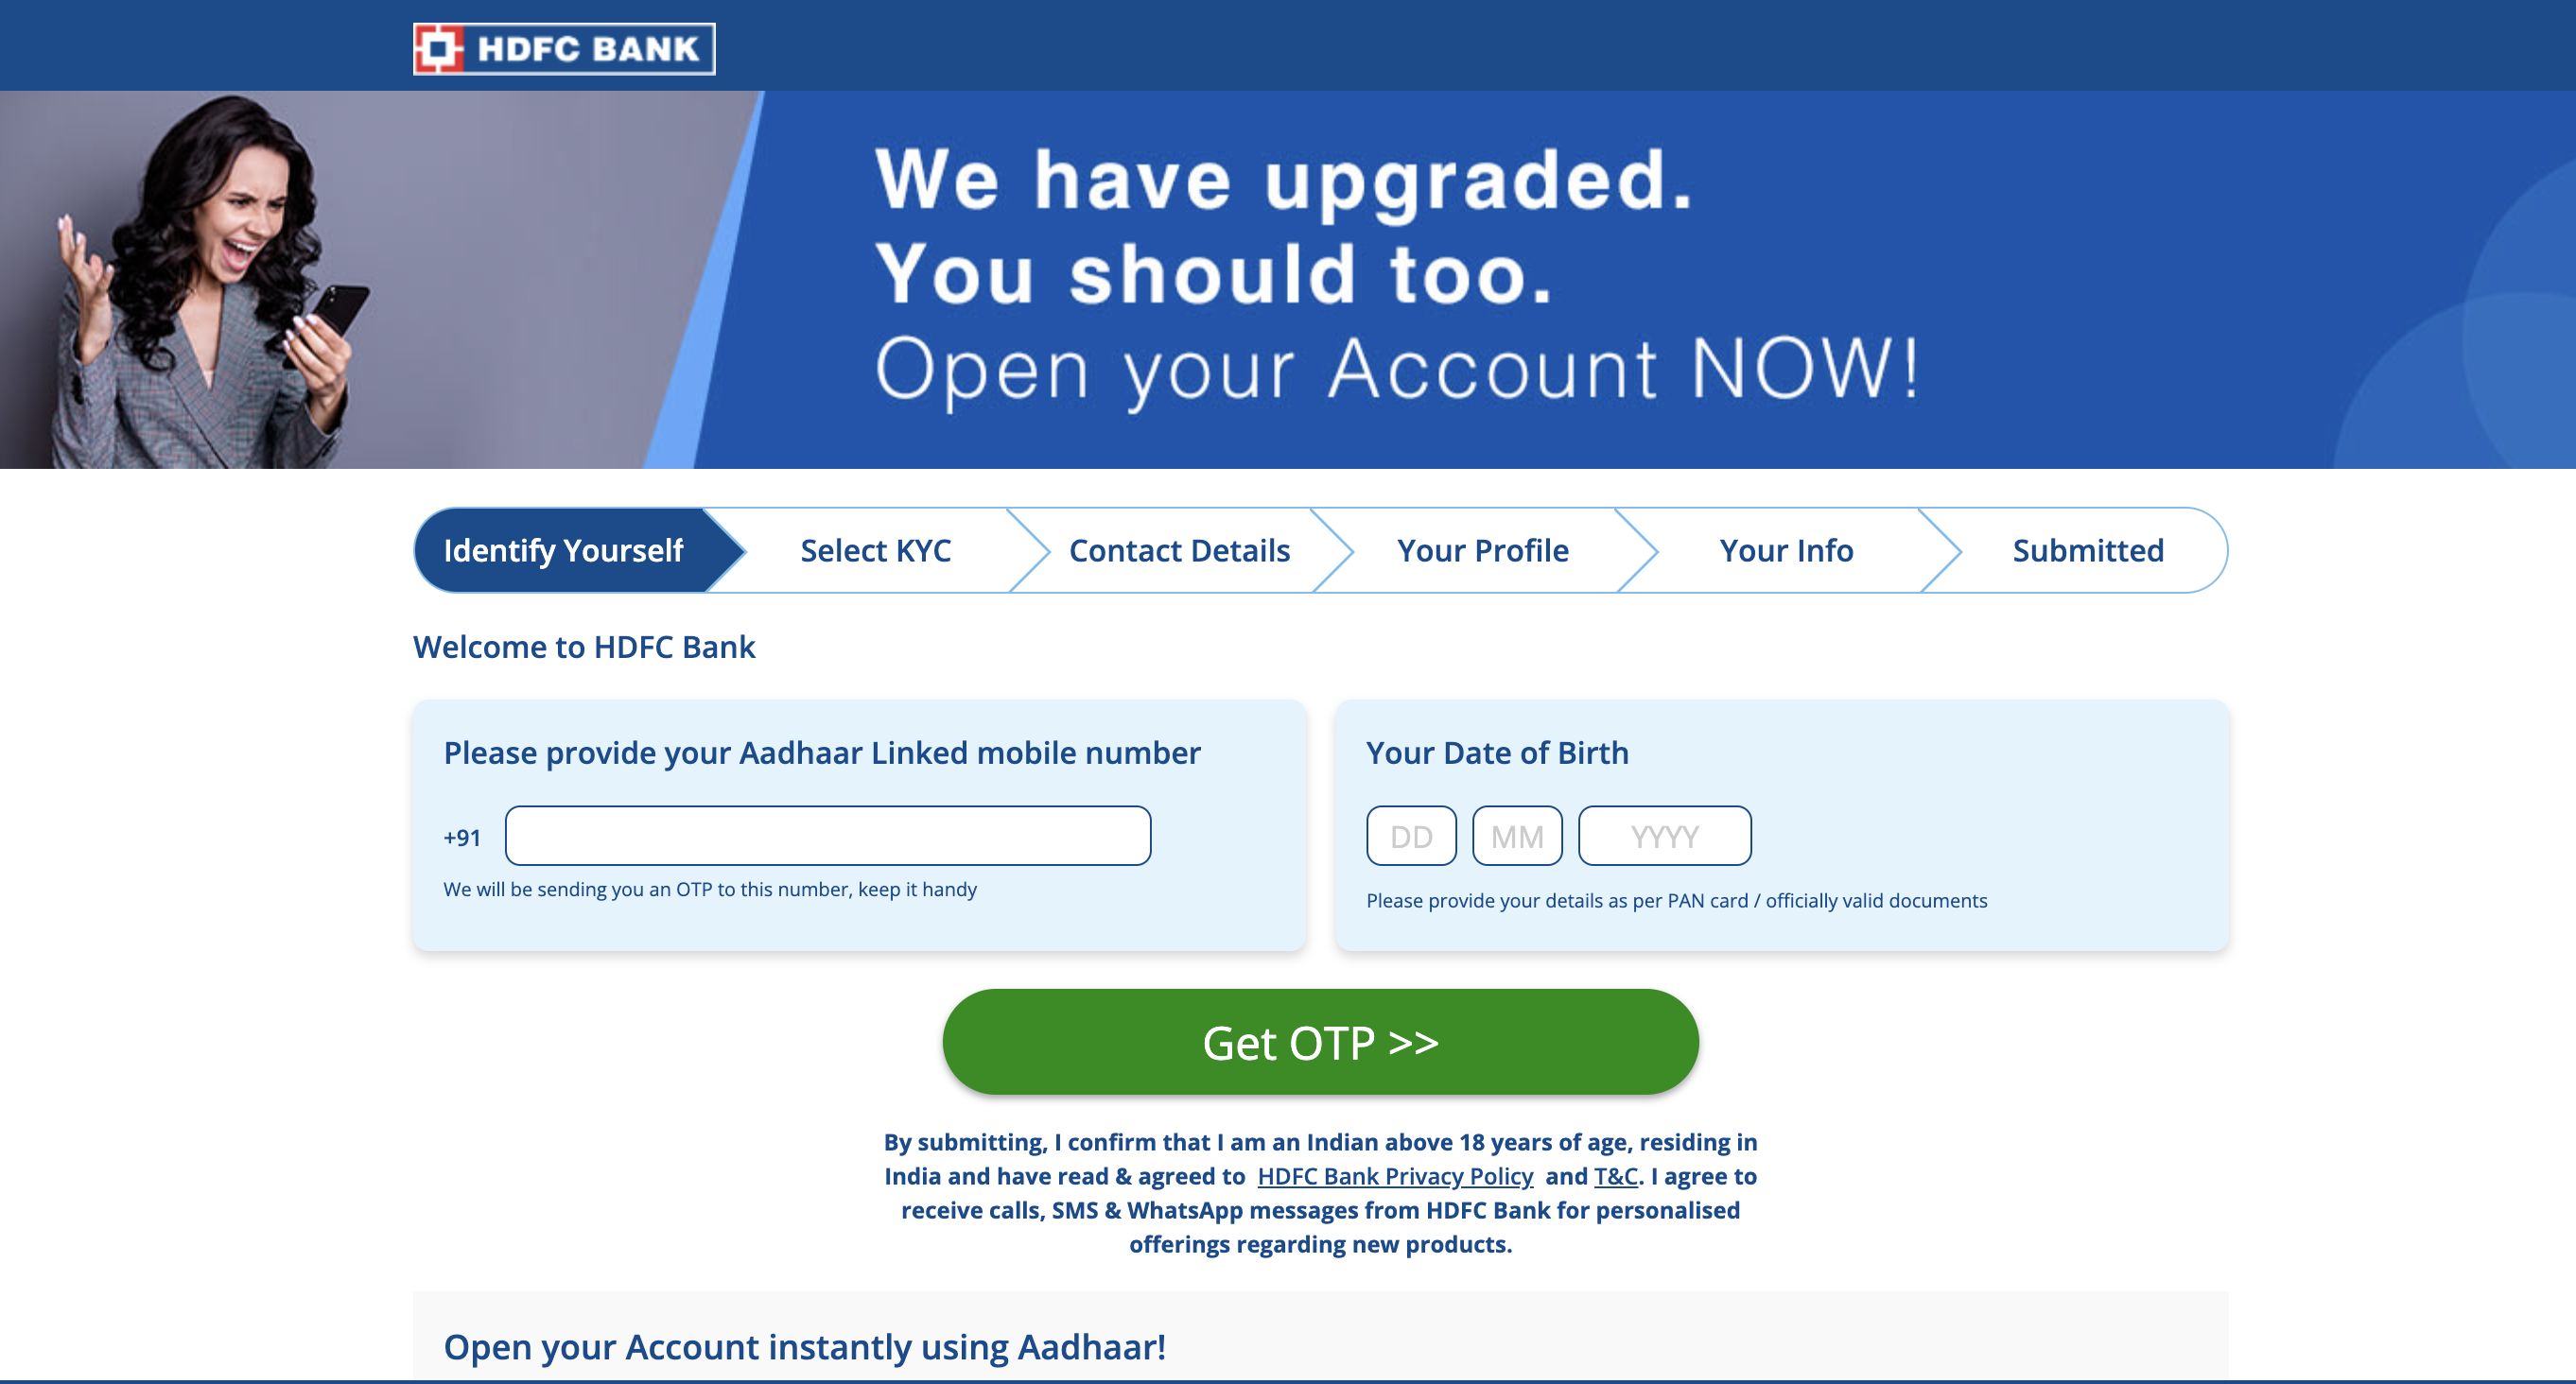 HDFC BANK
We have upgraded.
You should too.
Open your Account NOW!
Identify Yourself
Select KYC
Contact Details
Your Profile
Your Info
Submitted
Welcome to HDFC Bank
Please provide your Aadhaar Linked mobile number
+91
We will be sending you an OTP to this number, keep it handy
Your Date of Birth
DD
MM
YYYY
Please provide your details as per PAN card / officially valid documents
Get OTP >>
By submitting, I confirm that I am an Indian above 18 years of age, residing in
India and have read & agreed to HDFC Bank Privacy Policy and T&C. I agree to
receive calls, SMS & WhatsApp messages from HDFC Bank for personalised
offerings regarding new products.
Open your Account instantly using Aadhaar!